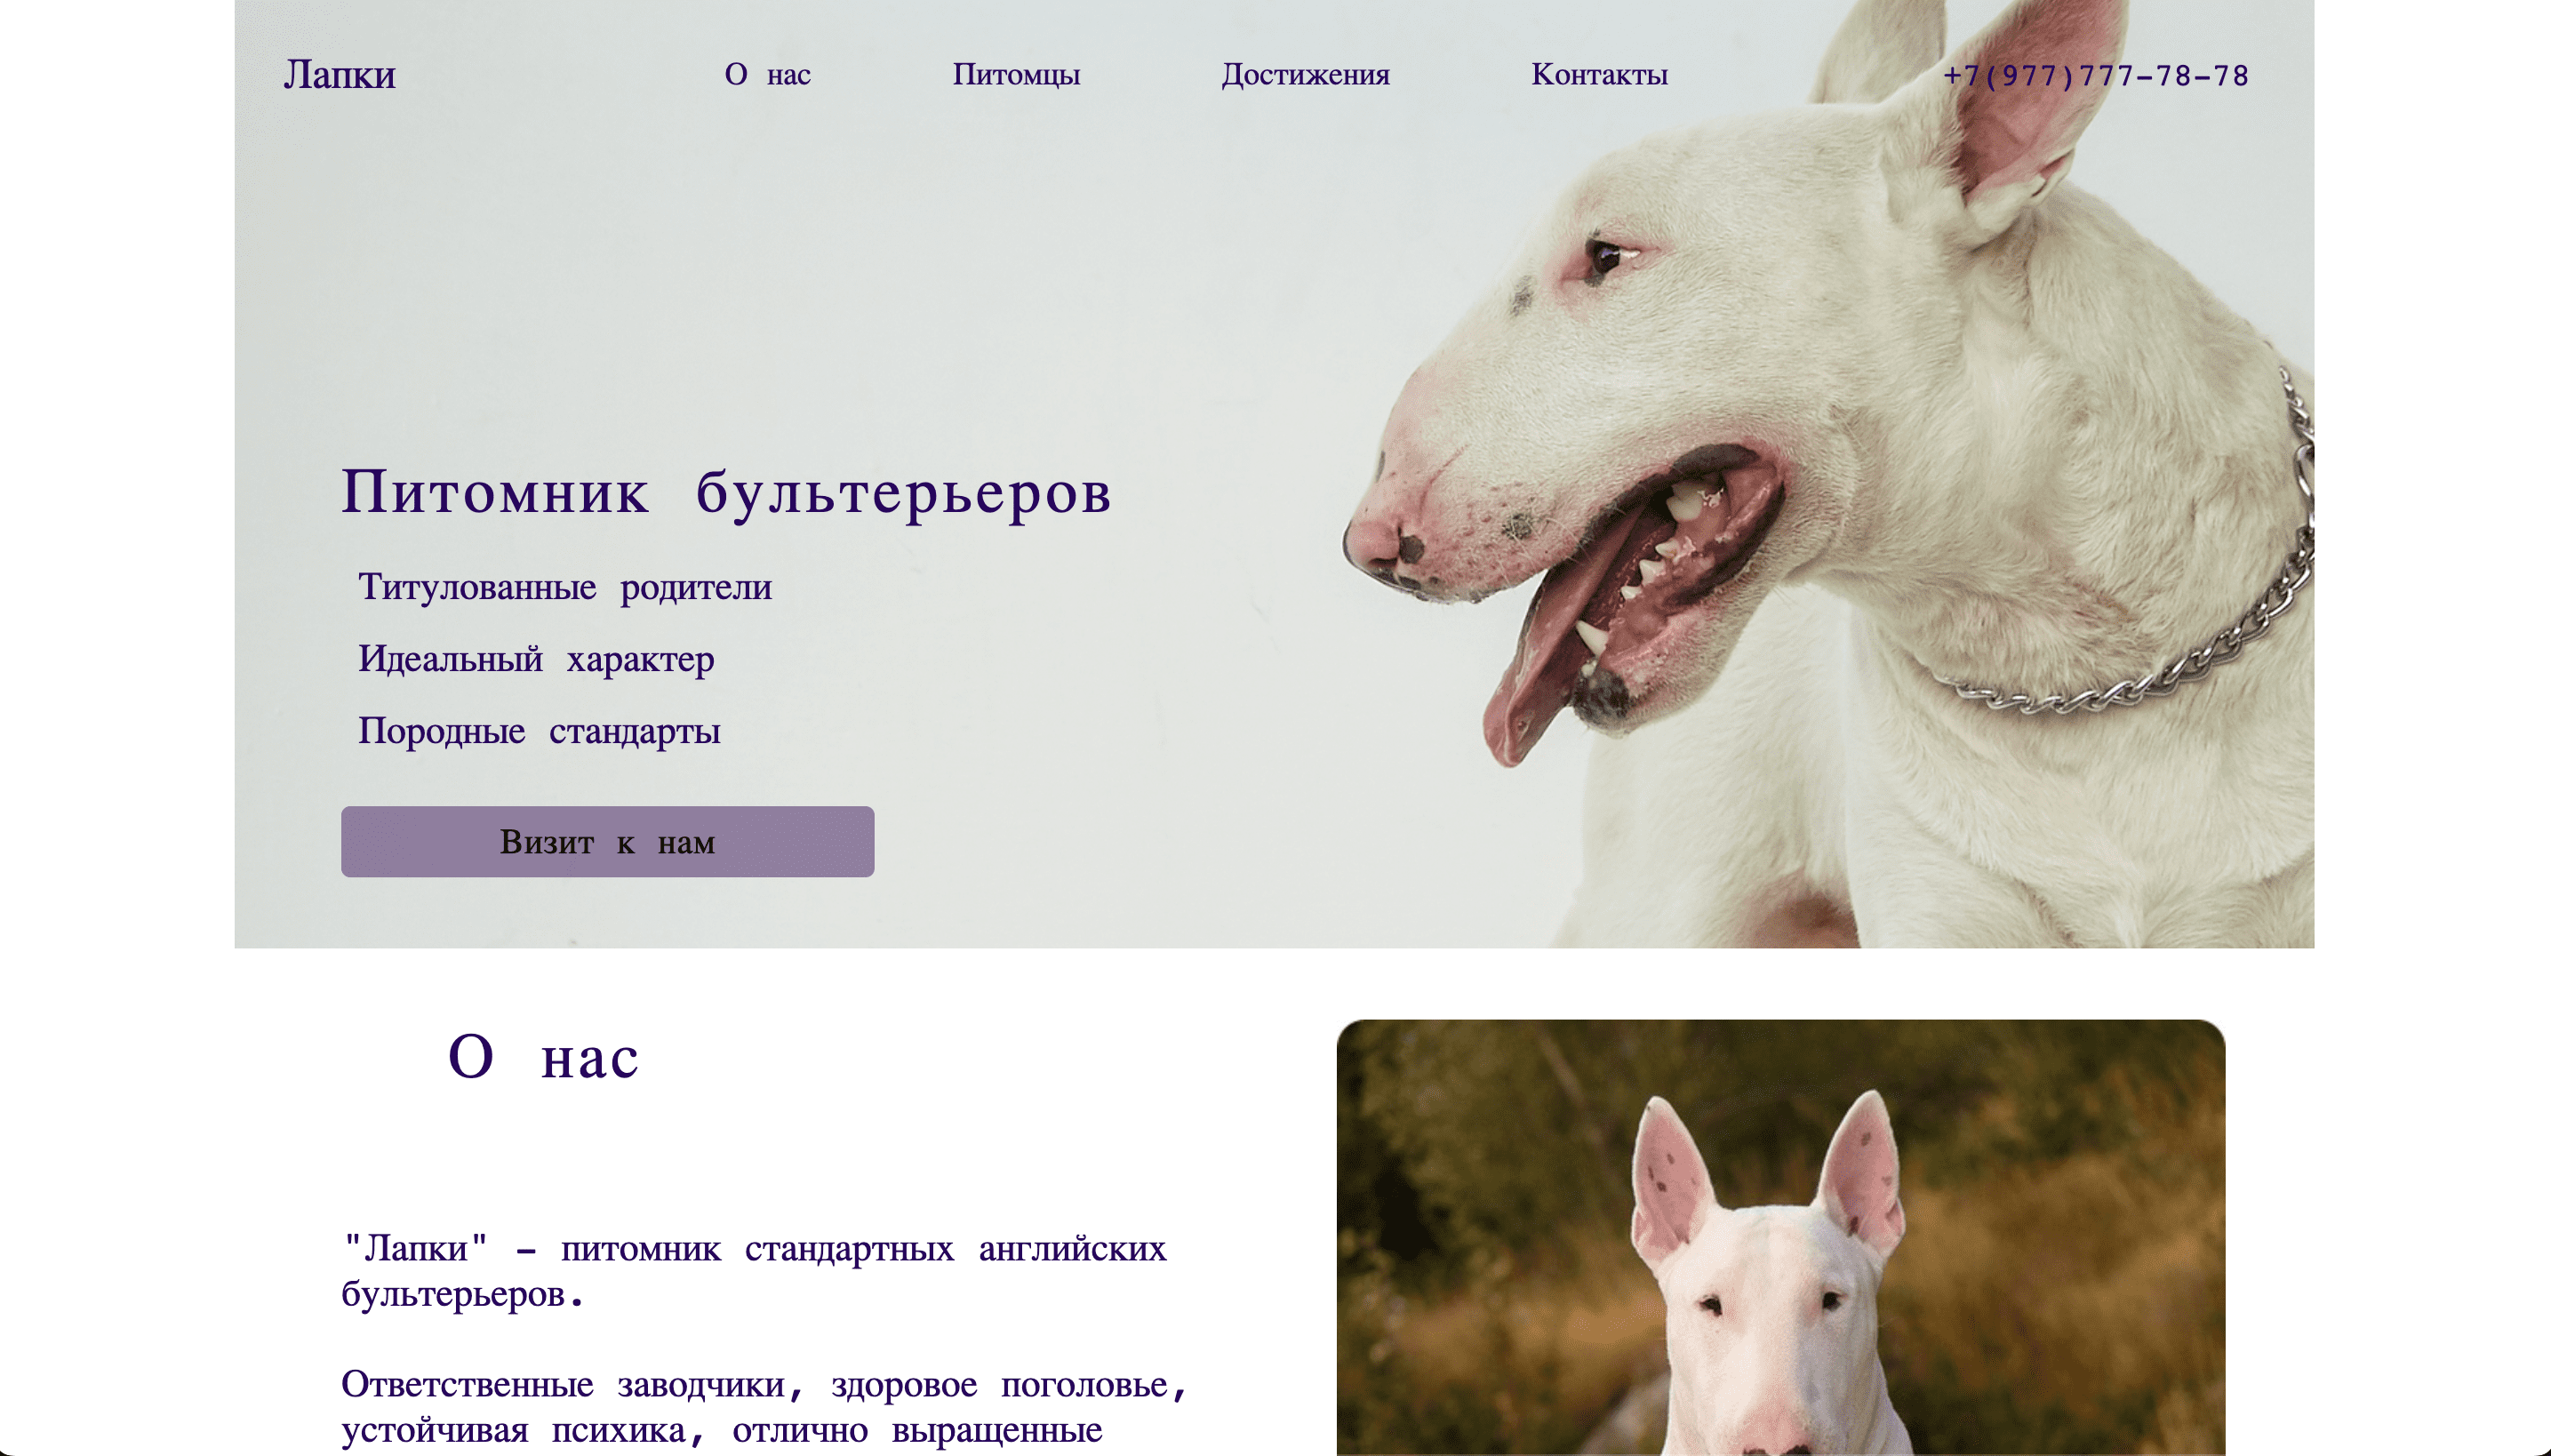 Лапки
О нас
Питомцы
Достижения
Контакты
+7(977)777-78-78
Питомник бультерьеров
Титулованные родители
Идеальный характер
Породные стандарты
Визит к нам
О нас
"Лапки" - питомник стандартных английских
бультерьеров.
Ответственные заводчики, здоровое поголовье,
устойчивая психика, отлично выращенные